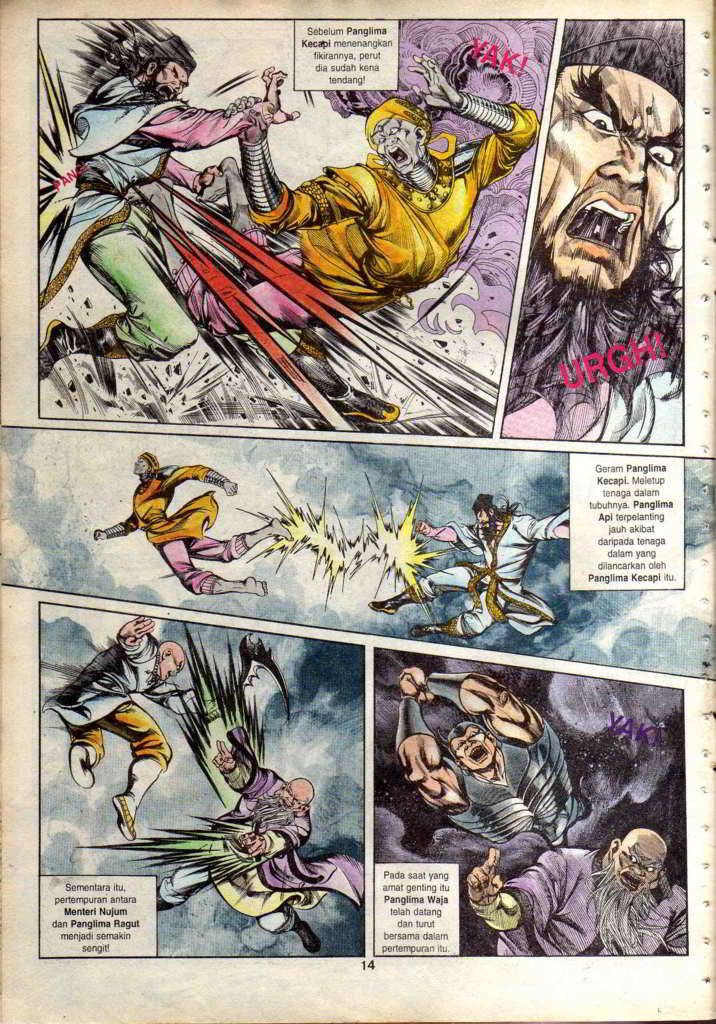 Sebelum Panglima
Kecapi menenangkan
fikirannya, perut
dia sudah kena
tendang!
YAK!
PANG
URGH!
Geram Panglima
Kecapi. Meletup
tenaga dalam
tubuhnya. Panglima
Api terpelanting
jauh akibat
daripada tenaga
dalam yang
dilancarkan oleh
Panglima Kecapi itu.
Sementara itu,
pertempuran antara
Menteri Nujum
dan Panglima Ragut
menjadi semakin
sengit!
YAK!
Pada saat yang
amat genting itu
Panglima Waja
telah datang
dan turut
bersama dalam
pertempuran itu.
14